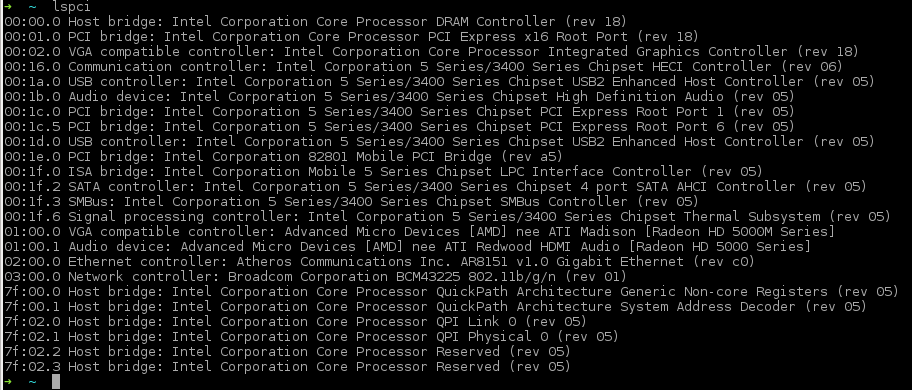 ➜  ~  lspci
00:00.0 Host bridge: Intel Corporation Core Processor DRAM Controller (rev 18)
00:01.0 PCI bridge: Intel Corporation Core Processor PCI Express x16 Root Port (rev 18)
00:02.0 VGA compatible controller: Intel Corporation Core Processor Integrated Graphics Controller (rev 18)
00:16.0 Communication controller: Intel Corporation 5 Series/3400 Series Chipset HECI Controller (rev 06)
00:1a.0 USB controller: Intel Corporation 5 Series/3400 Series Chipset USB2 Enhanced Host Controller (rev 05)
00:1b.0 Audio device: Intel Corporation 5 Series/3400 Series Chipset High Definition Audio (rev 05)
00:1c.0 PCI bridge: Intel Corporation 5 Series/3400 Series Chipset PCI Express Root Port 1 (rev 05)
00:1c.5 PCI bridge: Intel Corporation 5 Series/3400 Series Chipset PCI Express Root Port 6 (rev 05)
00:1d.0 USB controller: Intel Corporation 5 Series/3400 Series Chipset USB2 Enhanced Host Controller (rev 05)
00:1e.0 PCI bridge: Intel Corporation 82801 Mobile PCI Bridge (rev a5)
00:1f.0 ISA bridge: Intel Corporation Mobile 5 Series Chipset LPC Interface Controller (rev 05)
00:1f.2 SATA controller: Intel Corporation 5 Series/3400 Series Chipset 4 port SATA AHCI Controller (rev 05)
00:1f.3 SMBus: Intel Corporation 5 Series/3400 Series Chipset SMBus Controller (rev 05)
00:1f.6 Signal processing controller: Intel Corporation 5 Series/3400 Series Chipset Thermal Subsystem (rev 05)
01:00.0 VGA compatible controller: Advanced Micro Devices [AMD] nee ATI Madison [Radeon HD 5000M Series]
01:00.1 Audio device: Advanced Micro Devices [AMD] nee ATI Redwood HDMI Audio [Radeon HD 5000 Series]
02:00.0 Ethernet controller: Atheros Communications Inc. AR8151 v1.0 Gigabit Ethernet (rev c0)
03:00.0 Network controller: Broadcom Corporation BCM43225 802.11b/g/n (rev 01)
7f:00.0 Host bridge: Intel Corporation Core Processor QuickPath Architecture Generic Non-core Registers (rev 05)
7f:00.1 Host bridge: Intel Corporation Core Processor QuickPath Architecture System Address Decoder (rev 05)
7f:02.0 Host bridge: Intel Corporation Core Processor QPI Link 0 (rev 05)
7f:02.1 Host bridge: Intel Corporation Core Processor QPI Physical 0 (rev 05)
7f:02.2 Host bridge: Intel Corporation Core Processor Reserved (rev 05)
7f:02.3 Host bridge: Intel Corporation Core Processor Reserved (rev 05)
➜  ~